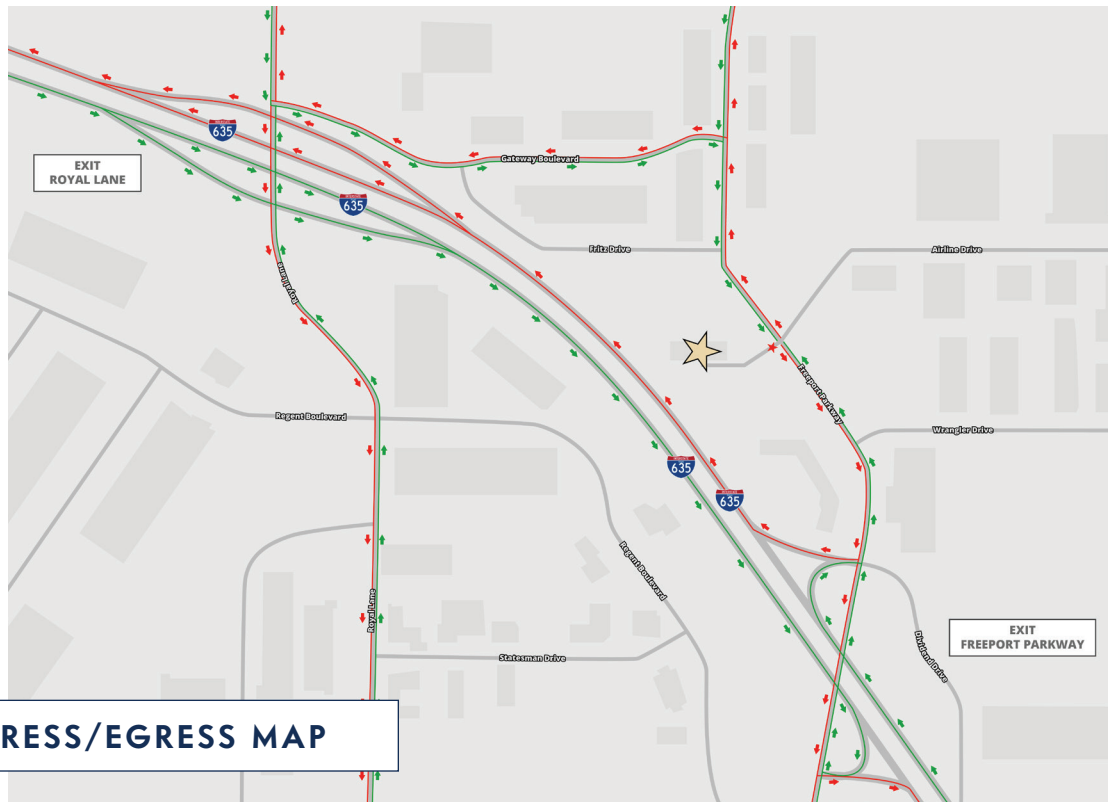 635
Gateway Boulevard
EXIT
ROYAL LANE
635
Fritz Drive
Airline Drive
Royal Lane
Freeport Parkway
Regent Boulevard
Wrangler Drive
635
635
Regent Boulevard
Royal Lane
EXIT
FREEPORT PARKWAY
Statesman Drive
Dividend Drive
RESS/EGRESS MAP